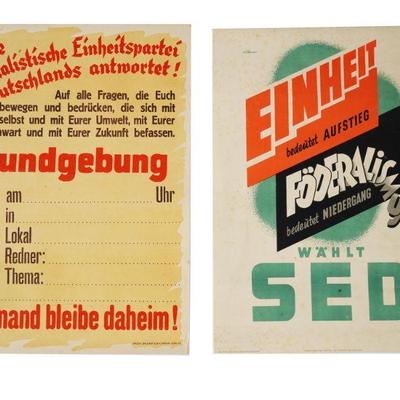 alistische Einheitspartei
utschlands antwortet!
Auf alle Fragen, die Euch
bewegen und bedrücken, die sich mit
selbst und mit Eurer Umwelt, mit Eurer
nwart und mit Eurer Zukunft befassen.
undgebung
am Uhr
in
Lokal
Redner:
Thema:
mand bleibe daheim!
EINHEIT
bedeutet AUFSTIEG
FÖDERALISMUS
bedeutet NIEDERGANG
WÄHLT
SED